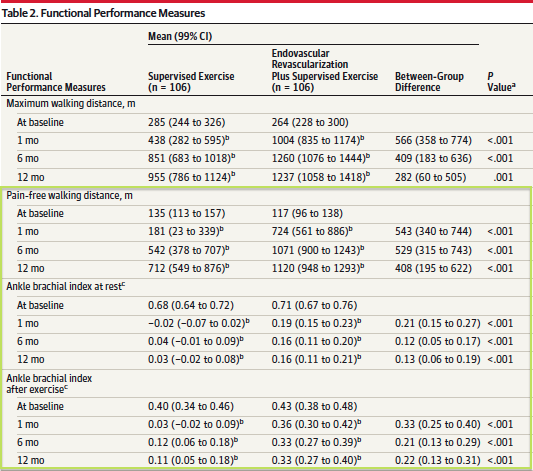 Table 2. Functional Performance Measures
Mean (99% CI)
Functional Performance Measures Supervised Exercise (n = 106) Endovascular Revascularization Plus Supervised Exercise (n = 106) Between-Group Difference P Valueᵃ
Maximum walking distance, m
At baseline 285 (244 to 326) 264 (228 to 300)
1 mo 438 (282 to 595)ᵇ 1004 (835 to 1174)ᵇ 566 (358 to 774) <.001
6 mo 851 (683 to 1018)ᵇ 1260 (1076 to 1444)ᵇ 409 (183 to 636) <.001
12 mo 955 (786 to 1124)ᵇ 1237 (1058 to 1418)ᵇ 282 (60 to 505) .001
Pain-free walking distance, m
At baseline 135 (113 to 157) 117 (96 to 138)
1 mo 181 (23 to 339)ᵇ 724 (561 to 886)ᵇ 543 (340 to 744) <.001
6 mo 542 (378 to 707)ᵇ 1071 (900 to 1243)ᵇ 529 (315 to 743) <.001
12 mo 712 (549 to 876)ᵇ 1120 (948 to 1293)ᵇ 408 (195 to 622) <.001
Ankle brachial index at restᶜ
At baseline 0.68 (0.64 to 0.72) 0.71 (0.67 to 0.76)
1 mo −0.02 (−0.07 to 0.02)ᵇ 0.19 (0.15 to 0.23)ᵇ 0.21 (0.15 to 0.27) <.001
6 mo 0.04 (−0.01 to 0.09)ᵇ 0.16 (0.11 to 0.20)ᵇ 0.12 (0.05 to 0.17) <.001
12 mo 0.03 (−0.02 to 0.08)ᵇ 0.16 (0.11 to 0.21)ᵇ 0.13 (0.06 to 0.19) <.001
Ankle brachial index
after exerciseᶜ
At baseline 0.40 (0.34 to 0.46) 0.43 (0.38 to 0.48)
1 mo 0.03 (−0.02 to 0.09)ᵇ 0.36 (0.30 to 0.42)ᵇ 0.33 (0.25 to 0.40) <.001
6 mo 0.12 (0.06 to 0.18)ᵇ 0.33 (0.27 to 0.39)ᵇ 0.21 (0.13 to 0.29) <.001
12 mo 0.11 (0.05 to 0.18)ᵇ 0.33 (0.27 to 0.40)ᵇ 0.22 (0.13 to 0.31) <.001